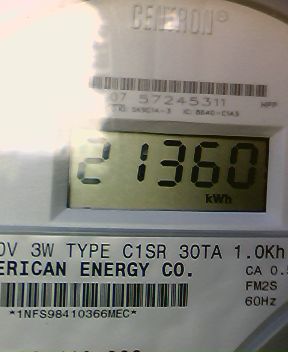 CENTRON®
07 57245311
21360
kWh
0V 3W TYPE C1SR 30TA 1.0Kh
ERICAN ENERGY CO.
CA 0.5
FM2S
60Hz
*1NFS98410366MEC*